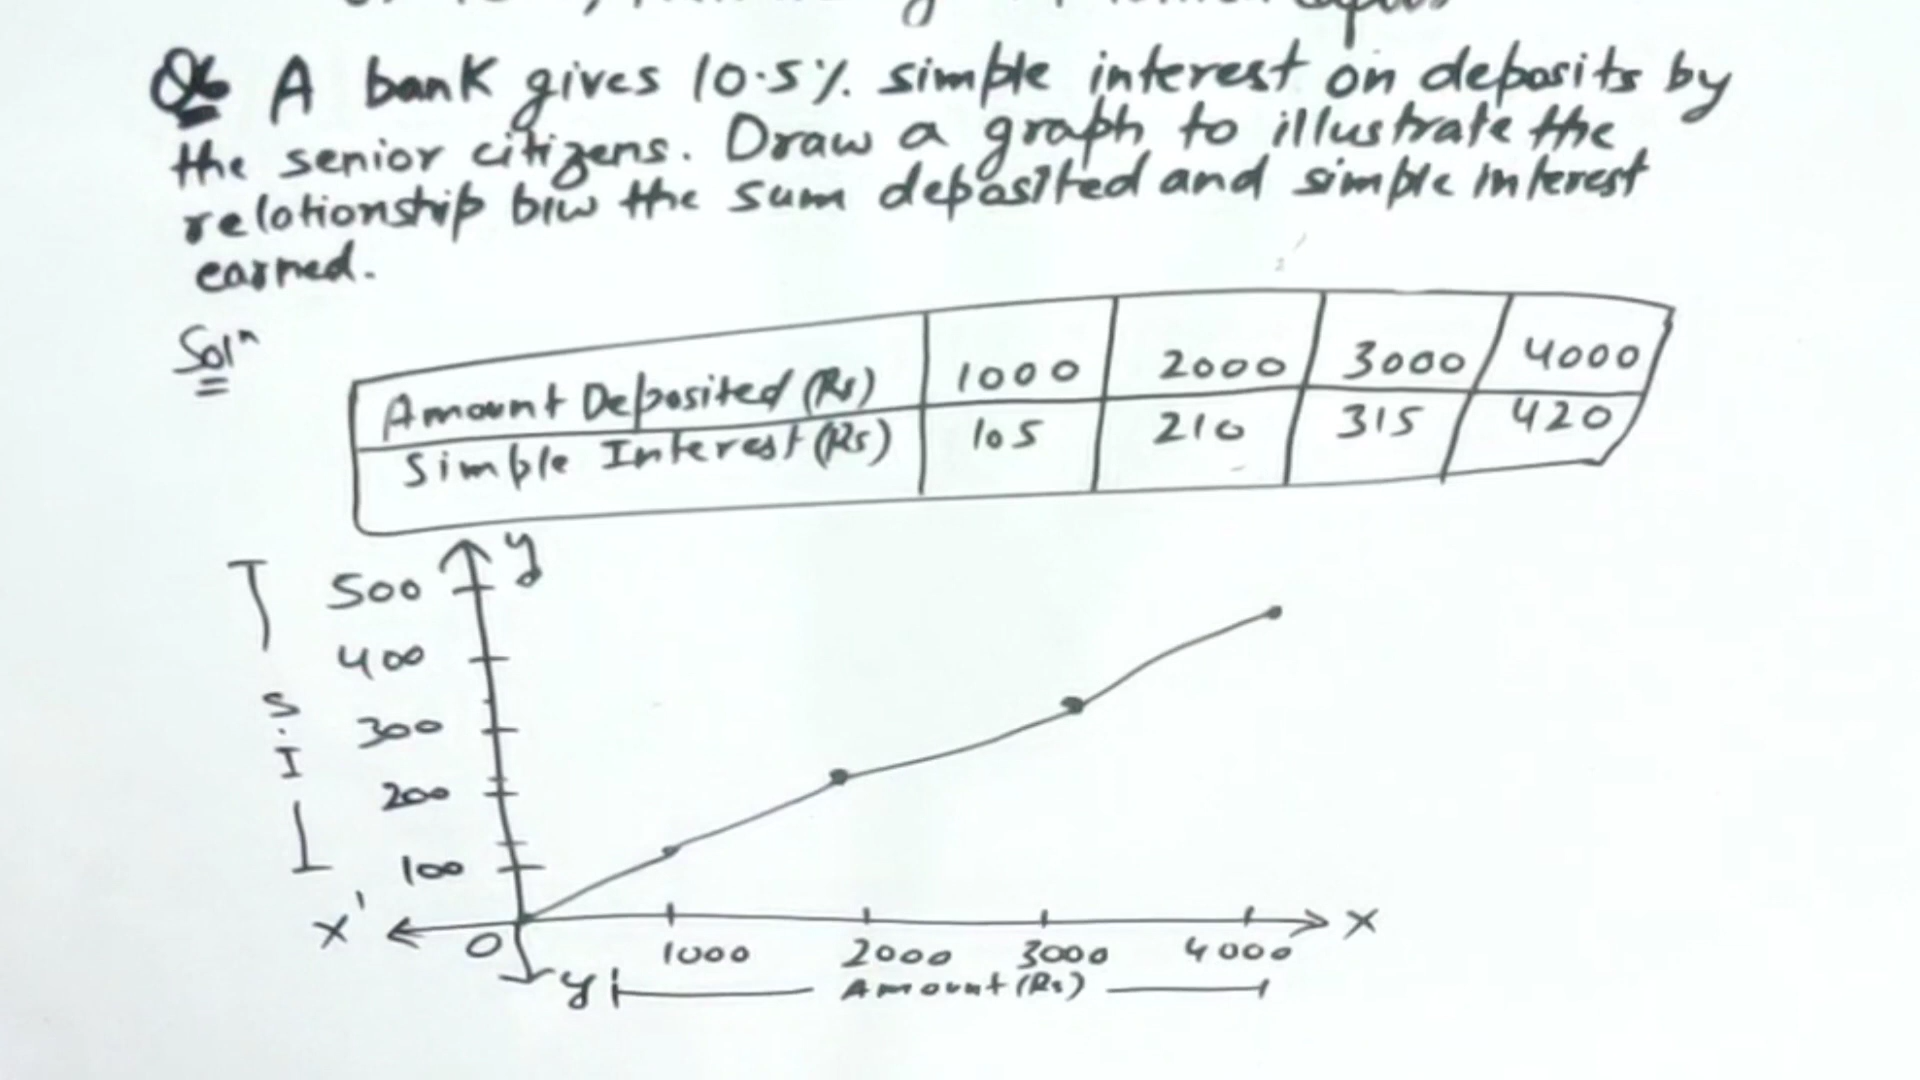 Q6 A bank gives 10.5% simple interest on deposits by
the senior citizens. Draw a graph to illustrate the
relationship b/w the sum deposited and simple interest
earned.
Solⁿ
Amount Deposited (Rs) 1000 2000 3000 4000
Simple Interest (Rs) 105 210 315 420
y
500
400
300
200
100
S.I
X' O 1000 2000 3000 4000 X
y' Amount (Rs)